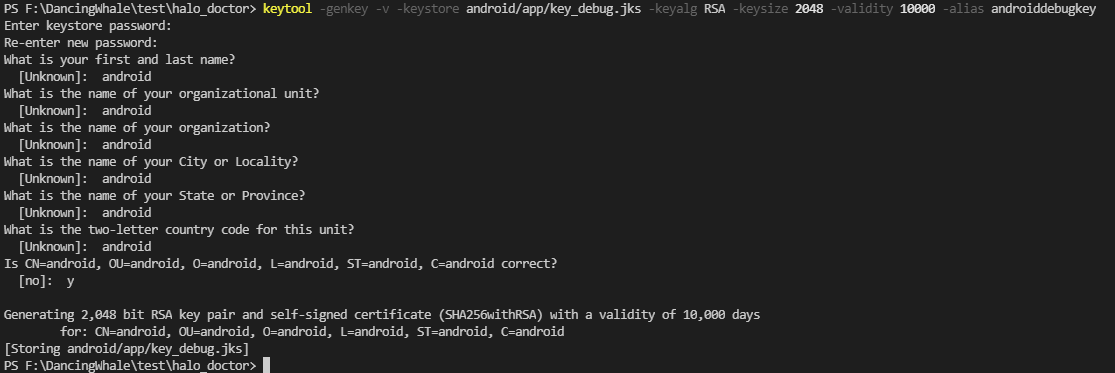 PS F:\DancingWhale\test\halo_doctor> keytool -genkey -v -keystore android/app/key_debug.jks -keyalg RSA -keysize 2048 -validity 10000 -alias androiddebugkey
Enter keystore password:
Re-enter new password:
What is your first and last name?
  [Unknown]:  android
What is the name of your organizational unit?
  [Unknown]:  android
What is the name of your organization?
  [Unknown]:  android
What is the name of your City or Locality?
  [Unknown]:  android
What is the name of your State or Province?
  [Unknown]:  android
What is the two-letter country code for this unit?
  [Unknown]:  android
Is CN=android, OU=android, O=android, L=android, ST=android, C=android correct?
  [no]:  y
Generating 2,048 bit RSA key pair and self-signed certificate (SHA256withRSA) with a validity of 10,000 days
        for: CN=android, OU=android, O=android, L=android, ST=android, C=android
[Storing android/app/key_debug.jks]
PS F:\DancingWhale\test\halo_doctor>